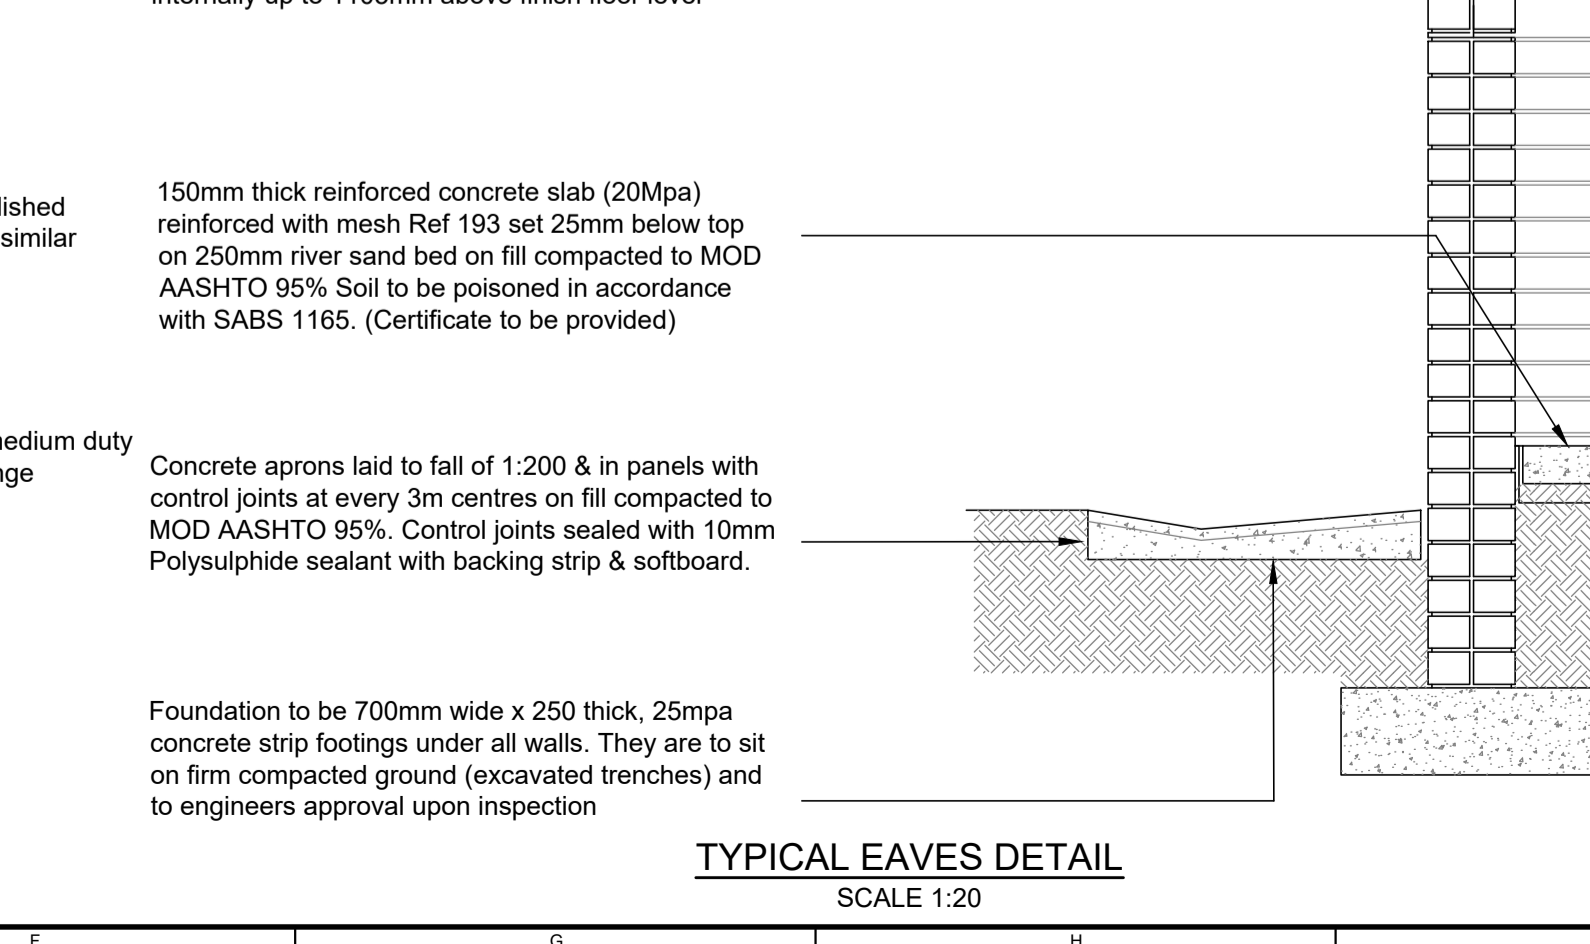 150mm thick reinforced concrete slab (20Mpa)
reinforced with mesh Ref 193 set 25mm below top
on 250mm river sand bed on fill compacted to MOD
AASHTO 95% Soil to be poisoned in accordance
with SABS 1165. (Certificate to be provided)
similar
medium duty
Concrete aprons laid to fall of 1:200 & in panels with
control joints at every 3m centres on fill compacted to
MOD AASHTO 95%. Control joints sealed with 10mm
Polysulphide sealant with backing strip & softboard.
Foundation to be 700mm wide x 250 thick, 25mpa
concrete strip footings under all walls. They are to sit
on firm compacted ground (excavated trenches) and
to engineers approval upon inspection
TYPICAL EAVES DETAIL
SCALE 1:20
G
H